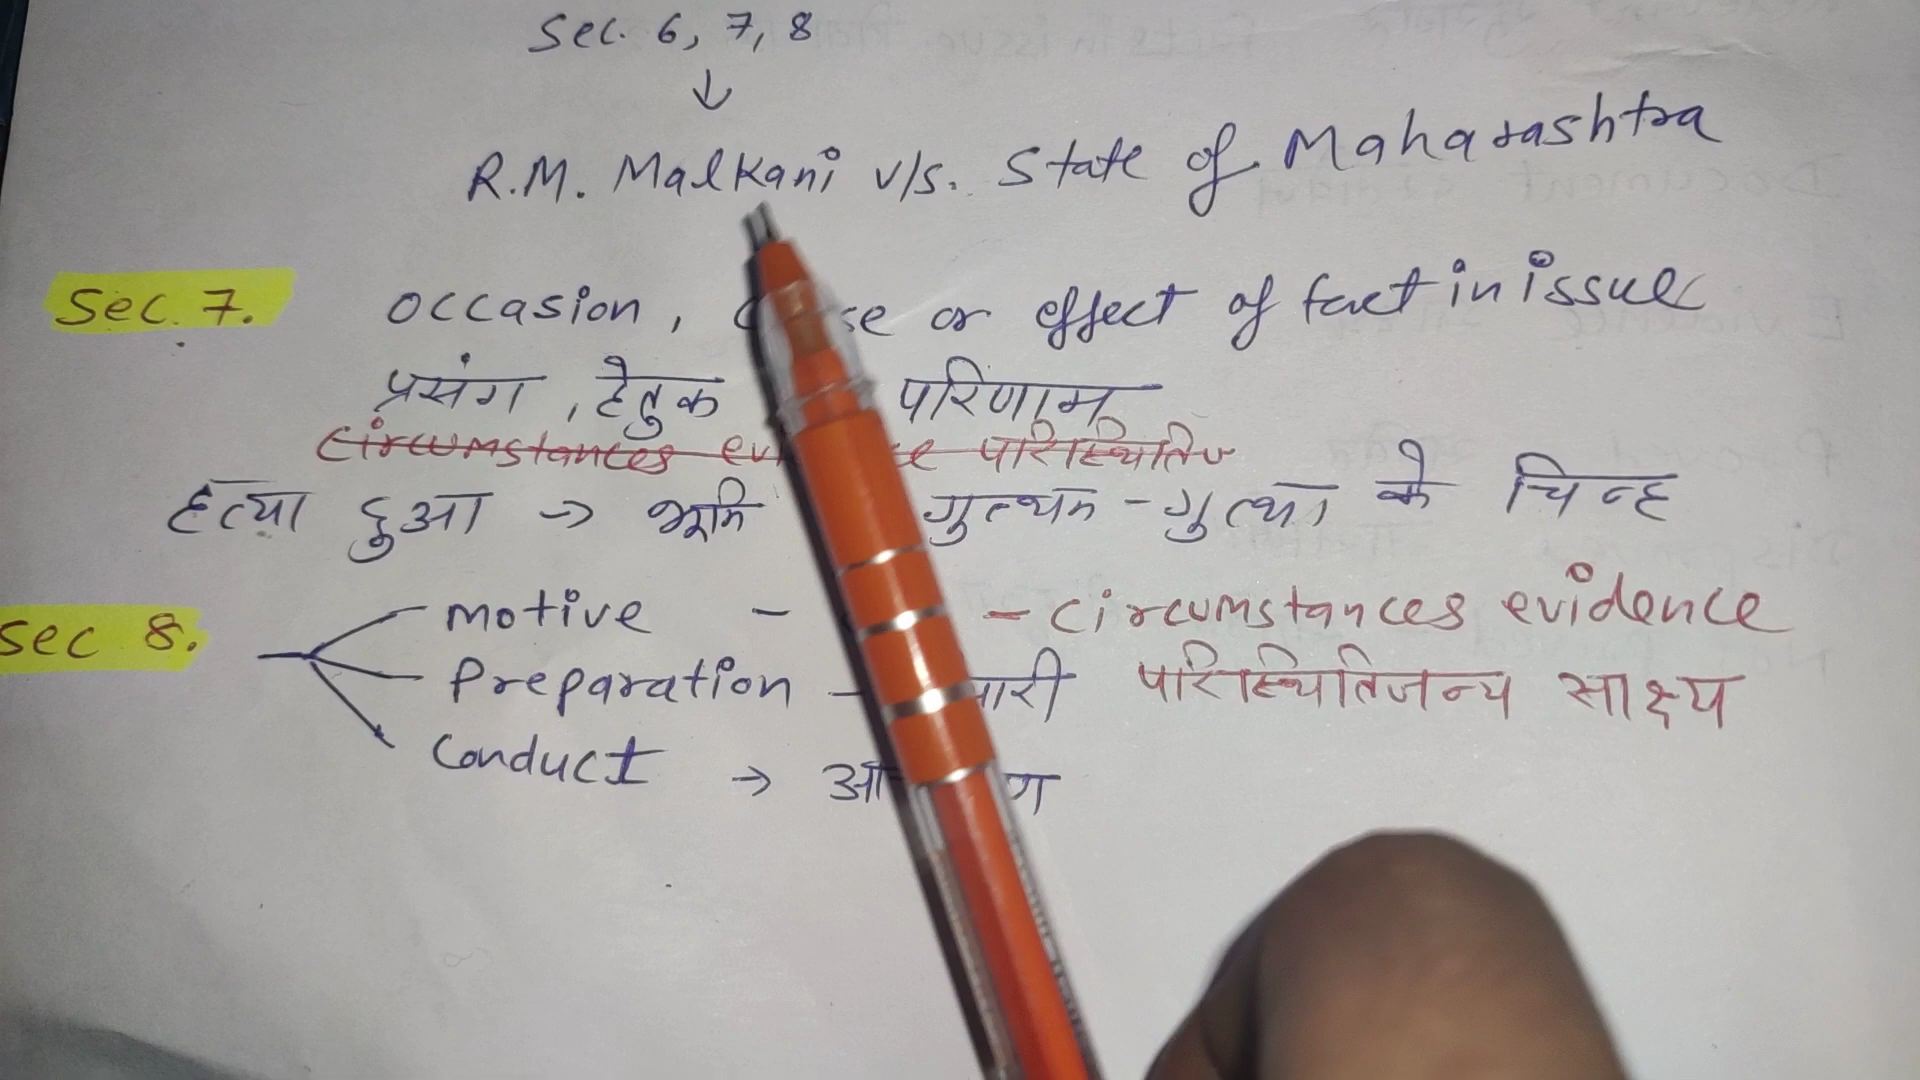 Sec. 6, 7, 8
↓
R.M. Malkani v/s. State of Maharashtra
Sec. 7. occasion, or effect of fact in issue
प्रसंग , हेतुक परिणाम
circumstances
हत्या हुआ → भूमि गुत्थम - गुत्था के चिन्ह
Sec 8. Motive - - circumstances evidence
Preparation - परिस्थितिजन्य साक्ष्य
Conduct →